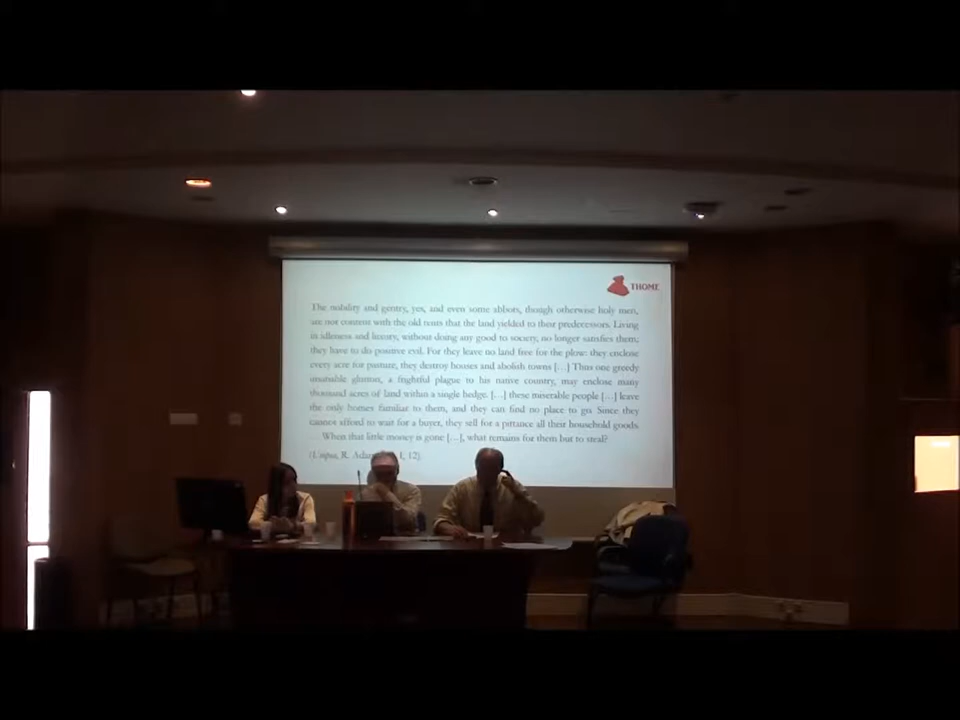 THOME
The nobility and gentry, yes, and even some abbots, though otherwise holy men,
are not content with the old rents that the land yielded to their predecessors. Living
in idleness and luxury, without doing any good to society, no longer satisfies them;
they have to do positive evil. For they leave no land free for the plow: they enclose
every acre for pasture, they destroy houses and abolish towns [...] Thus one greedy
insatiable glutton, a frightful plague to his native country, may enclose many
thousand acres of land within a single hedge. [...] these miserable people [...] leave
the only homes familiar to them, and they can find no place to go. Since they
cannot afford to wait for a buyer, they sell for a pittance all their household goods.
When that little money is gone [...], what remains for them but to steal?
(Utopia, R. I, 12)